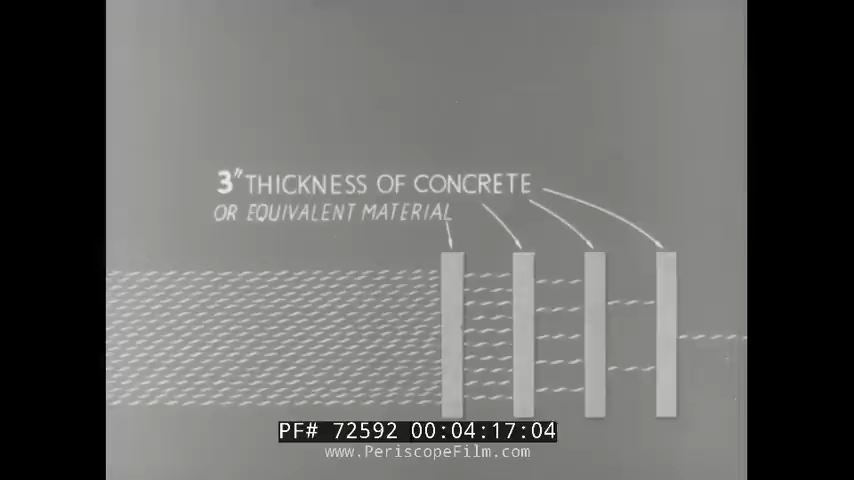 3" THICKNESS OF CONCRETE
OR EQUIVALENT MATERIAL
PF# 72592 00:04:17:04
www.PeriscopeFilm.com